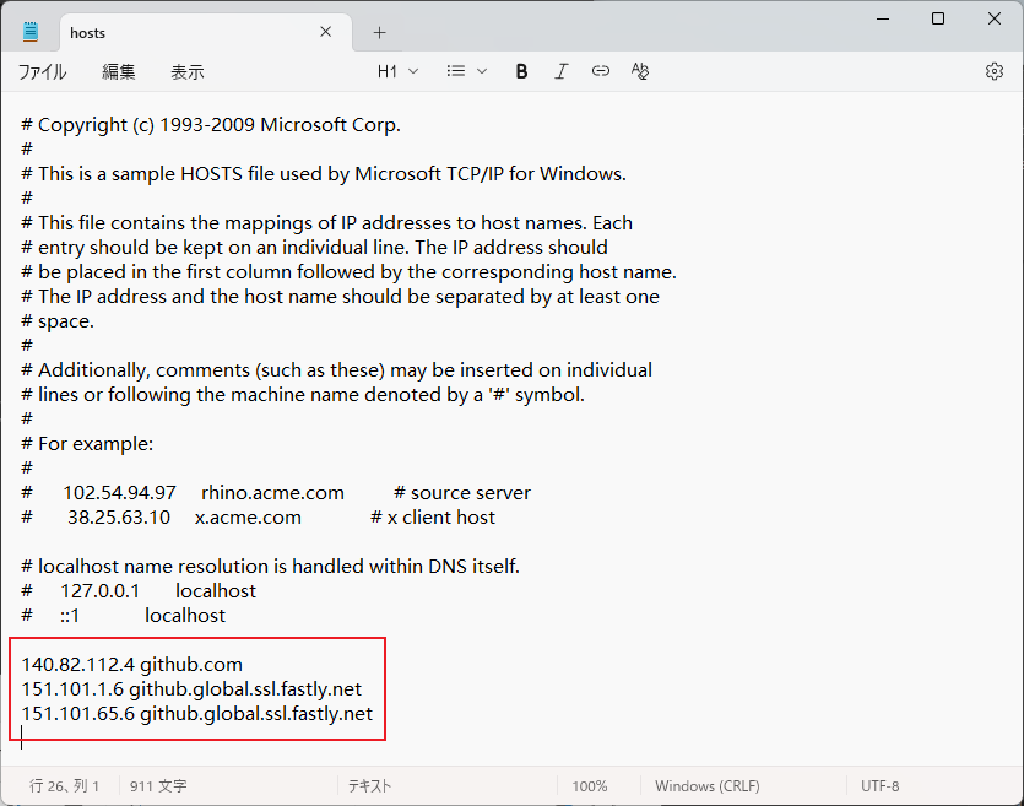 hosts
ファイル 編集 表示 H1 B I
# Copyright (c) 1993-2009 Microsoft Corp.
#
# This is a sample HOSTS file used by Microsoft TCP/IP for Windows.
#
# This file contains the mappings of IP addresses to host names. Each
# entry should be kept on an individual line. The IP address should
# be placed in the first column followed by the corresponding host name.
# The IP address and the host name should be separated by at least one
# space.
#
# Additionally, comments (such as these) may be inserted on individual
# lines or following the machine name denoted by a '#' symbol.
#
# For example:
#
#      102.54.94.97     rhino.acme.com          # source server
#       38.25.63.10     x.acme.com              # x client host

# localhost name resolution is handled within DNS itself.
#      127.0.0.1       localhost
#      ::1             localhost

140.82.112.4 github.com
151.101.1.6 github.global.ssl.fastly.net
151.101.65.6 github.global.ssl.fastly.net
行 26、列 1 911 文字 テキスト 100% Windows (CRLF) UTF-8